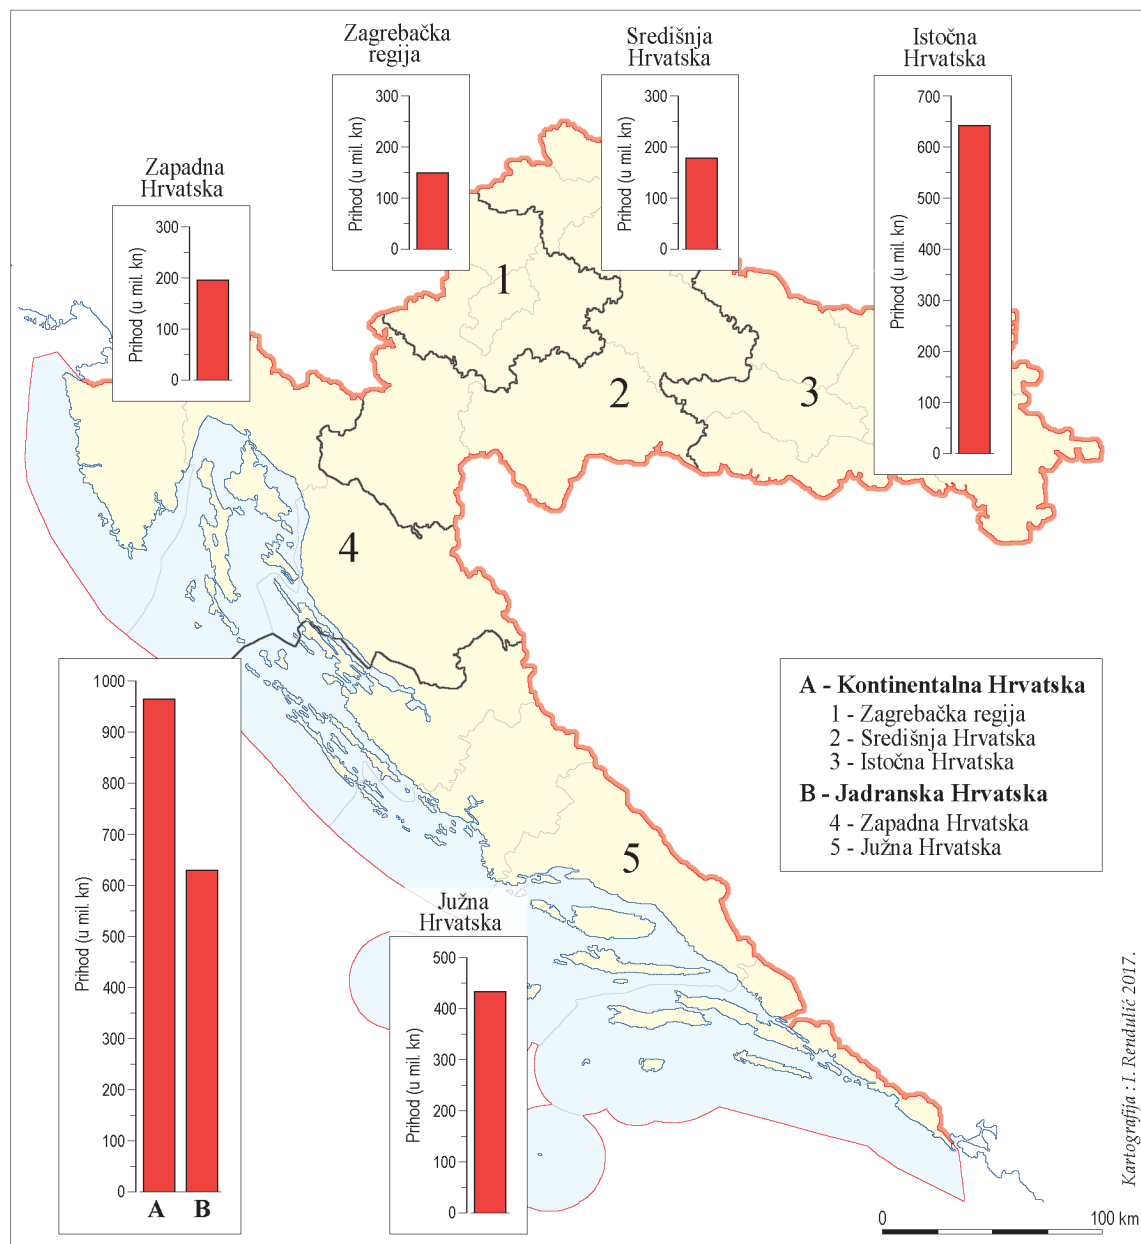 Zagrebačka
regija
300
200
100
0
Prihod (u mil. kn)
Središnja
Hrvatska
300
200
100
0
Prihod (u mil. kn)
Istočna
Hrvatska
700
600
500
400
300
200
100
0
Prihod (u mil. kn)
Zapadna
Hrvatska
300
200
100
0
Prihod (u mil. kn)
1
2
3
4
5
1000
900
800
700
600
500
400
300
200
100
0
Prihod (u mil. kn)
A B
A - Kontinentalna Hrvatska
1 - Zagrebačka regija
2 - Središnja Hrvatska
3 - Istočna Hrvatska
B - Jadranska Hrvatska
4 - Zapadna Hrvatska
5 - Južna Hrvatska
Južna
Hrvatska
500
400
300
200
100
0
Prihod (u mil. kn)
Kartografija : I. Rendulić 2017.
0 100 km